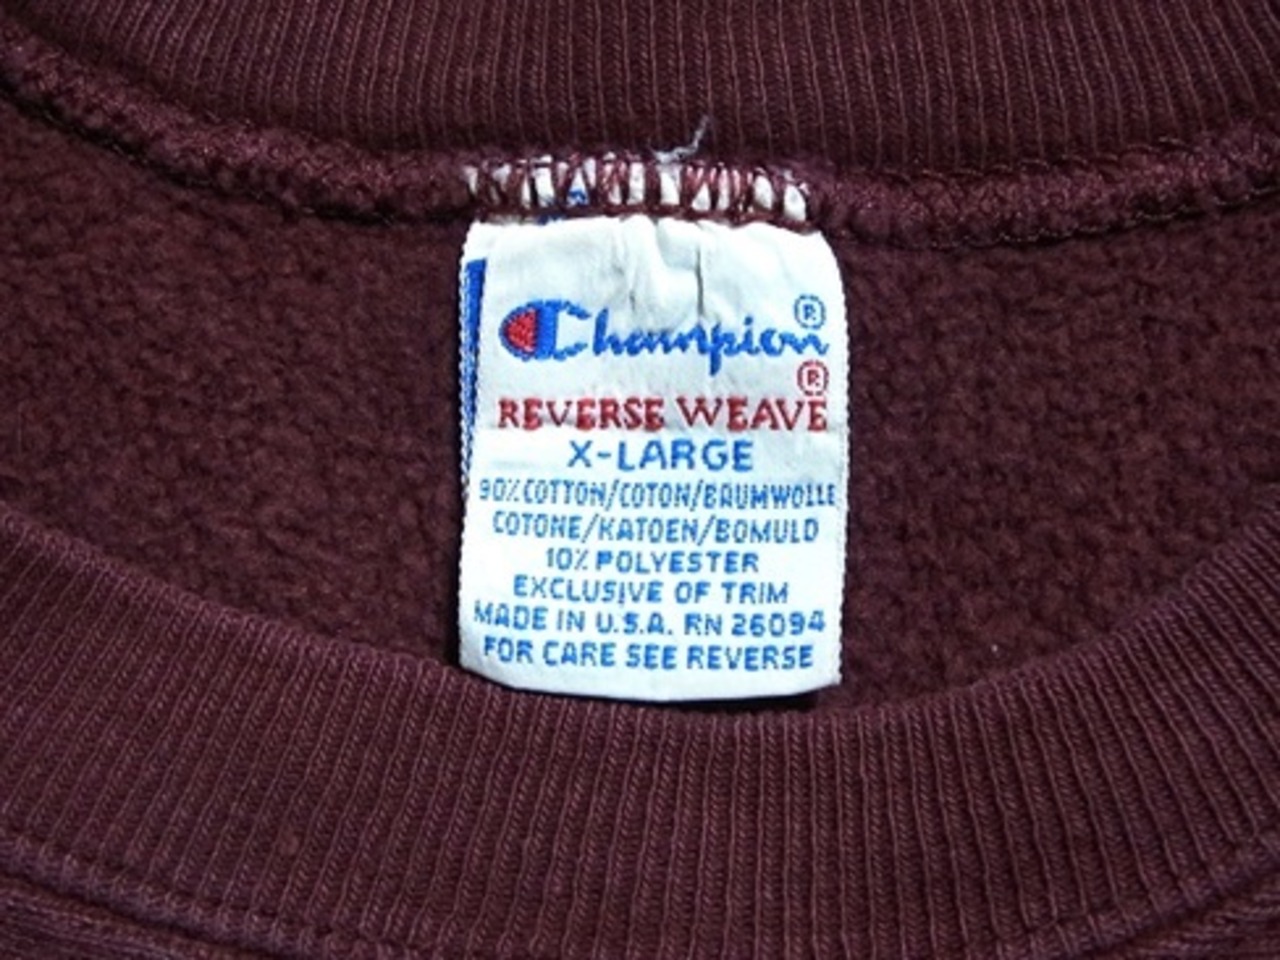 Champion®
REVERSE WEAVE®
X-LARGE
90% COTTON/COTON/BAUMWOLLE
COTONE/KATOEN/BOMULD
10% POLYESTER
EXCLUSIVE OF TRIM
MADE IN U.S.A. RN 26094
FOR CARE SEE REVERSE